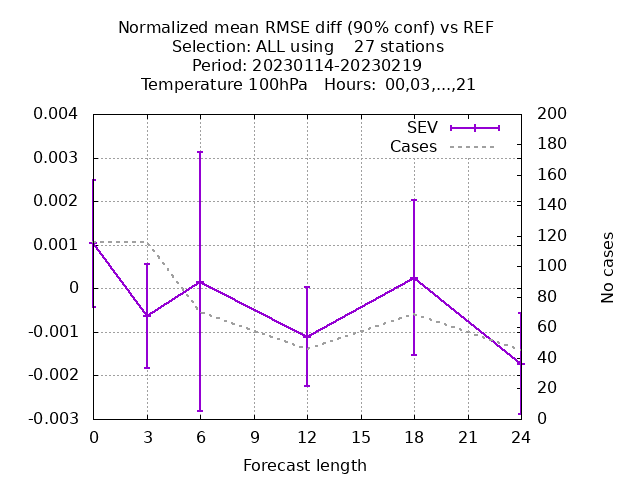 Normalized mean RMSE diff (90% conf) vs REF
Selection: ALL using    27 stations
Period: 20230114-20230219
Temperature 100hPa   Hours:  00,03,...,21
SEV
Cases
0.004
0.003
0.002
0.001
0
-0.001
-0.002
-0.003
200
180
160
140
120
100
80
60
40
20
0
No cases
0 3 6 9 12 15 18 21 24
Forecast length